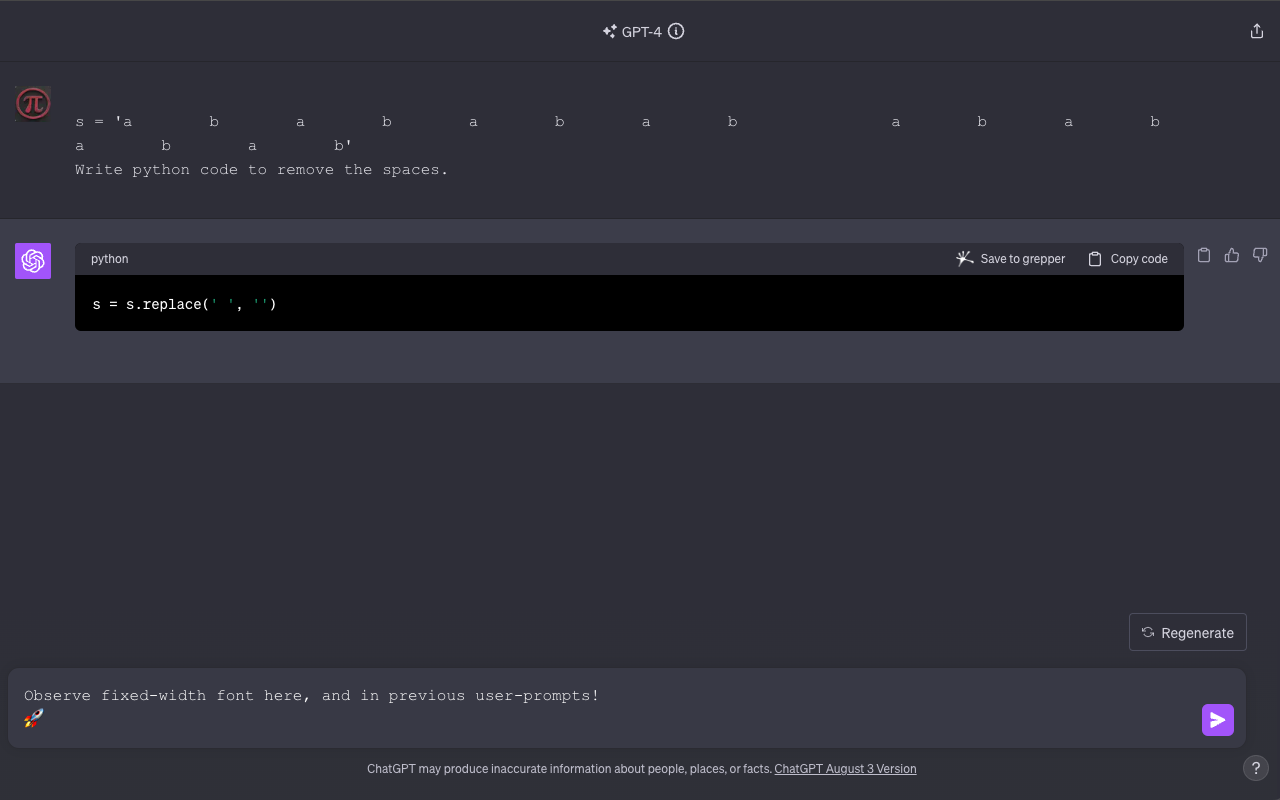 GPT-4
π
s = 'a        b        a        b        a        b        a        b                a        b        a        b
a        b        a        b'
Write python code to remove the spaces.
python
Save to grepper
Copy code
s = s.replace(' ', '')
Regenerate
Observe fixed-width font here, and in previous user-prompts!
🚀
ChatGPT may produce inaccurate information about people, places, or facts. ChatGPT August 3 Version
?